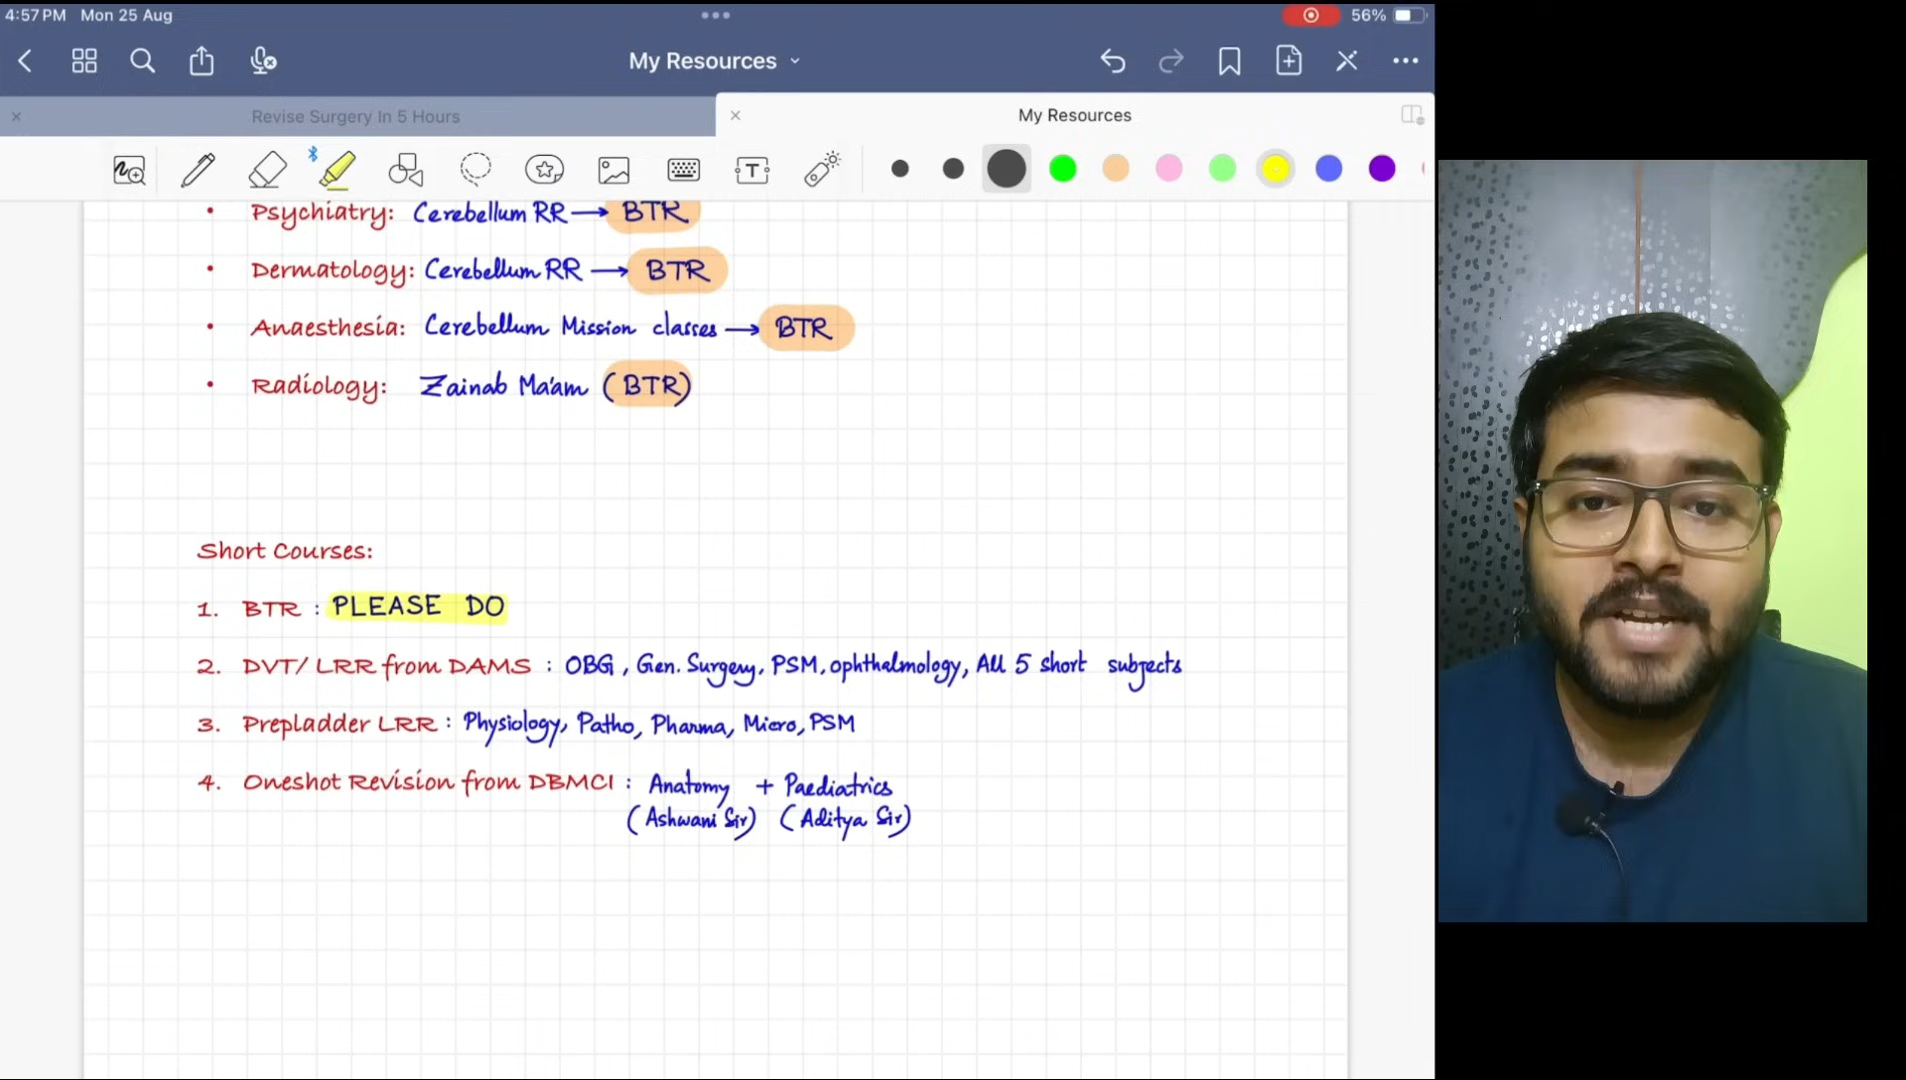 4:57 PM Mon 25 Aug
56%
My Resources
Revise Surgery In 5 Hours
My Resources
• Psychiatry: Cerebellum RR → BTR
• Dermatology: Cerebellum RR → BTR
• Anaesthesia: Cerebellum Mission classes → BTR
• Radiology: Zainab Ma'am (BTR)
Short Courses:
1. BTR : PLEASE DO
2. DVT/ LRR from DAMS : OBG, Gen. Surgery, PSM, ophthalmology, All 5 short subjects
3. Prepladder LRR : Physiology, Patho, Pharma, Micro, PSM
4. Oneshot Revision from DBMCI : Anatomy + Paediatrics
(Ashwani Sir) (Aditya Sir)